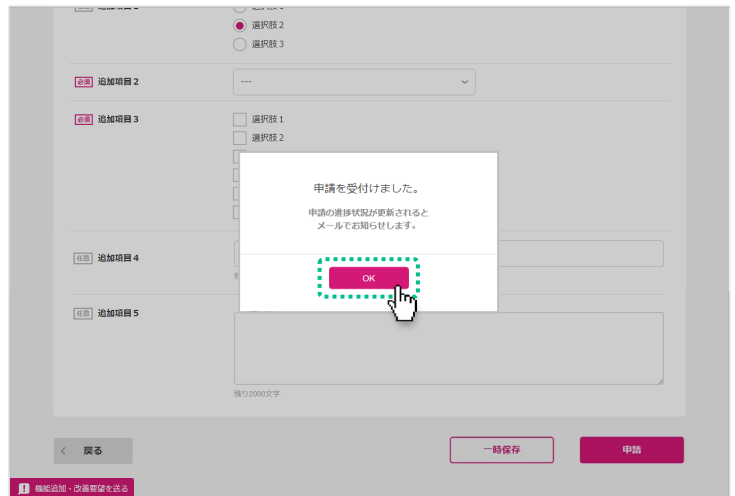 選択肢2
選択肢3
必須 追加項目2
---
必須 追加項目3
選択肢1
選択肢2
申請を受付けました。
申請の進捗状況が更新されると
メールでお知らせします。
OK
任意 追加項目4
任意 追加項目5
残り2000文字
< 戻る
一時保存
申請
機能追加・改善要望を送る